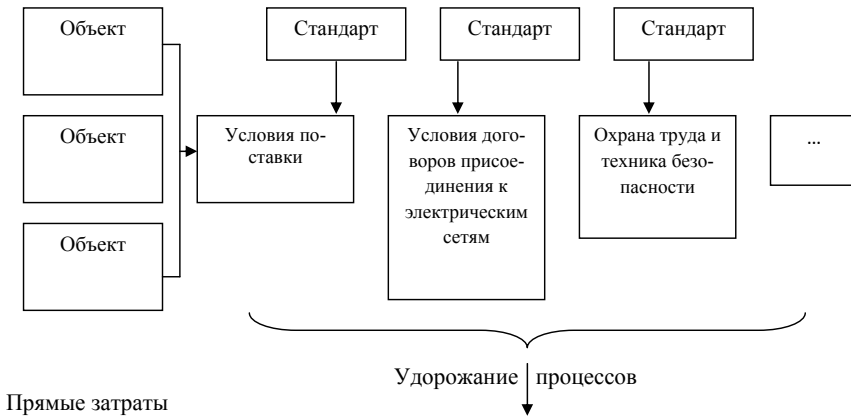 Объект
Стандарт
Стандарт
Стандарт
Объект
Условия по-
ставки
Условия дого-
воров присое-
динения к
электрическим
сетям
Охрана труда и
техника безо-
пасности
...
Объект
Удорожание процессов
Прямые затраты